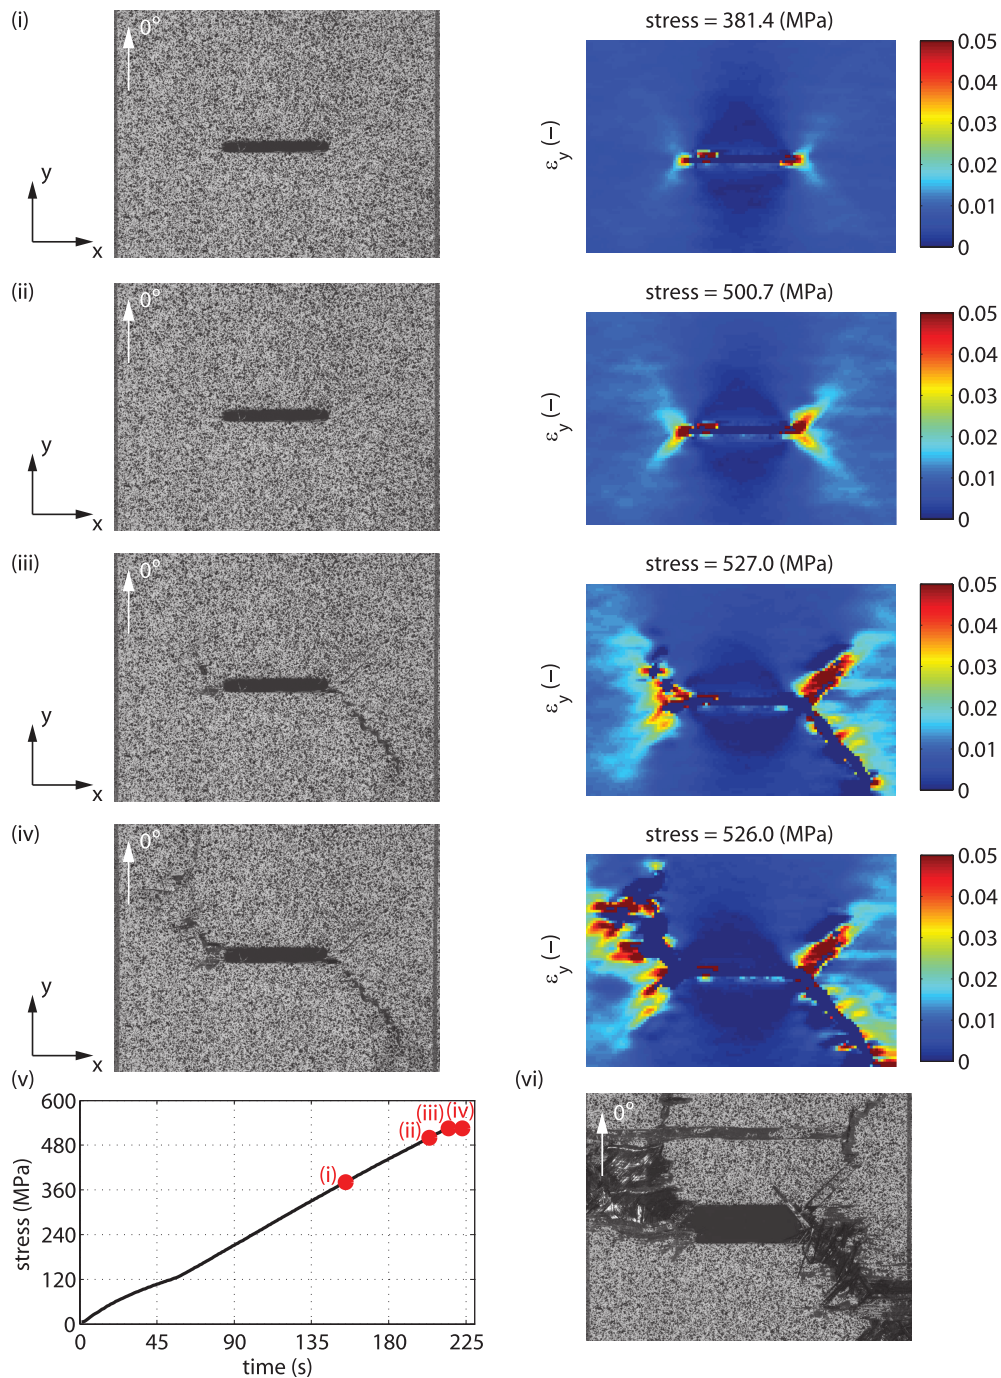 (i)
0°
y
x
stress = 381.4 (MPa)
εy (–)
0.05
0.04
0.03
0.02
0.01
0
(ii)
0°
y
x
stress = 500.7 (MPa)
εy (–)
0.05
0.04
0.03
0.02
0.01
0
(iii)
0°
y
x
stress = 527.0 (MPa)
εy (–)
0.05
0.04
0.03
0.02
0.01
0
(iv)
0°
y
x
stress = 526.0 (MPa)
εy (–)
0.05
0.04
0.03
0.02
0.01
0
(v)
600
480
360
240
120
0
stress (MPa)
(i)
(ii)
(iii)
(iv)
0 45 90 135 180 225
time (s)
(vi)
0°